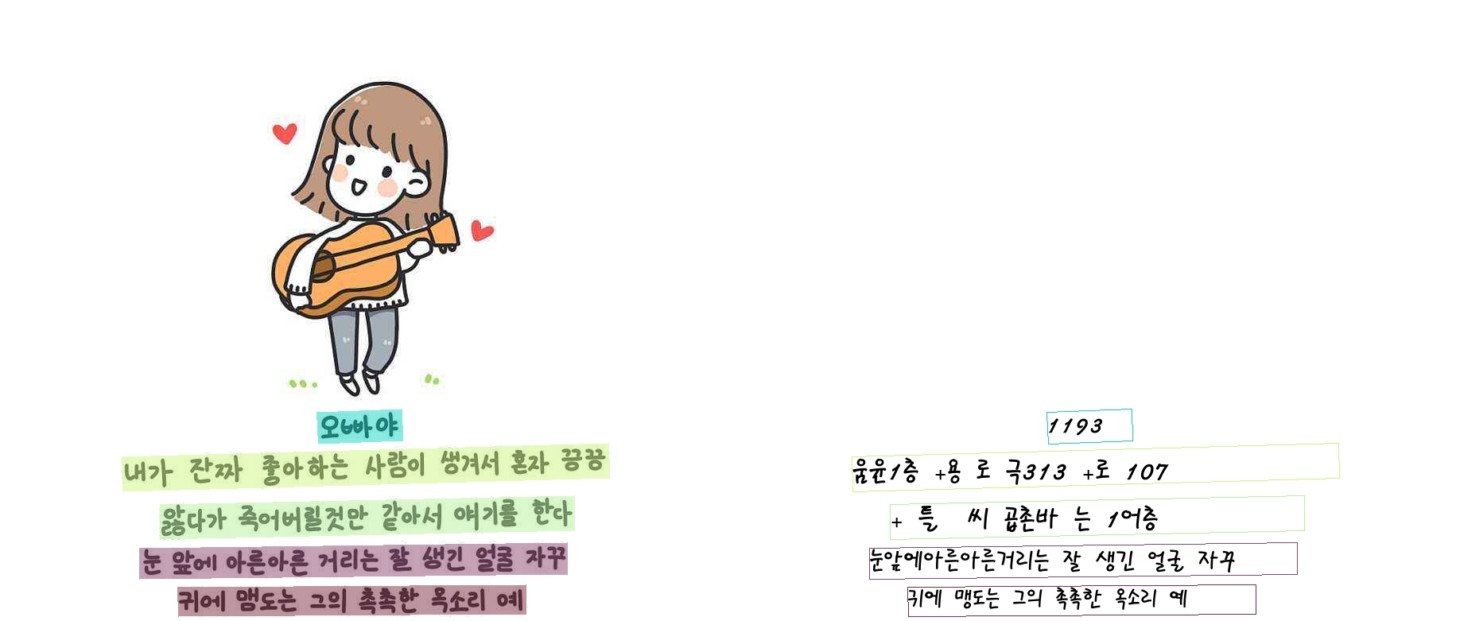 오빠야
내가 잔짜 좋아하는 사람이 생겨서 혼자 끙끙
앓다가 죽어버릴것만 같아서 얘기를 한다
눈 앞에 아른아른 거리는 잘 생긴 얼굴 자꾸
귀에 맴도는 그의 촉촉한 목소리 예
1193
움윤1층 +용 로 극313 +로 107
+ 틀 씨 곱촌바 는 1어층
눈앞에아른아른거리는 잘 생긴 얼굴 자꾸
귀에 맹도는 그의 촉촉한 옥소리 예